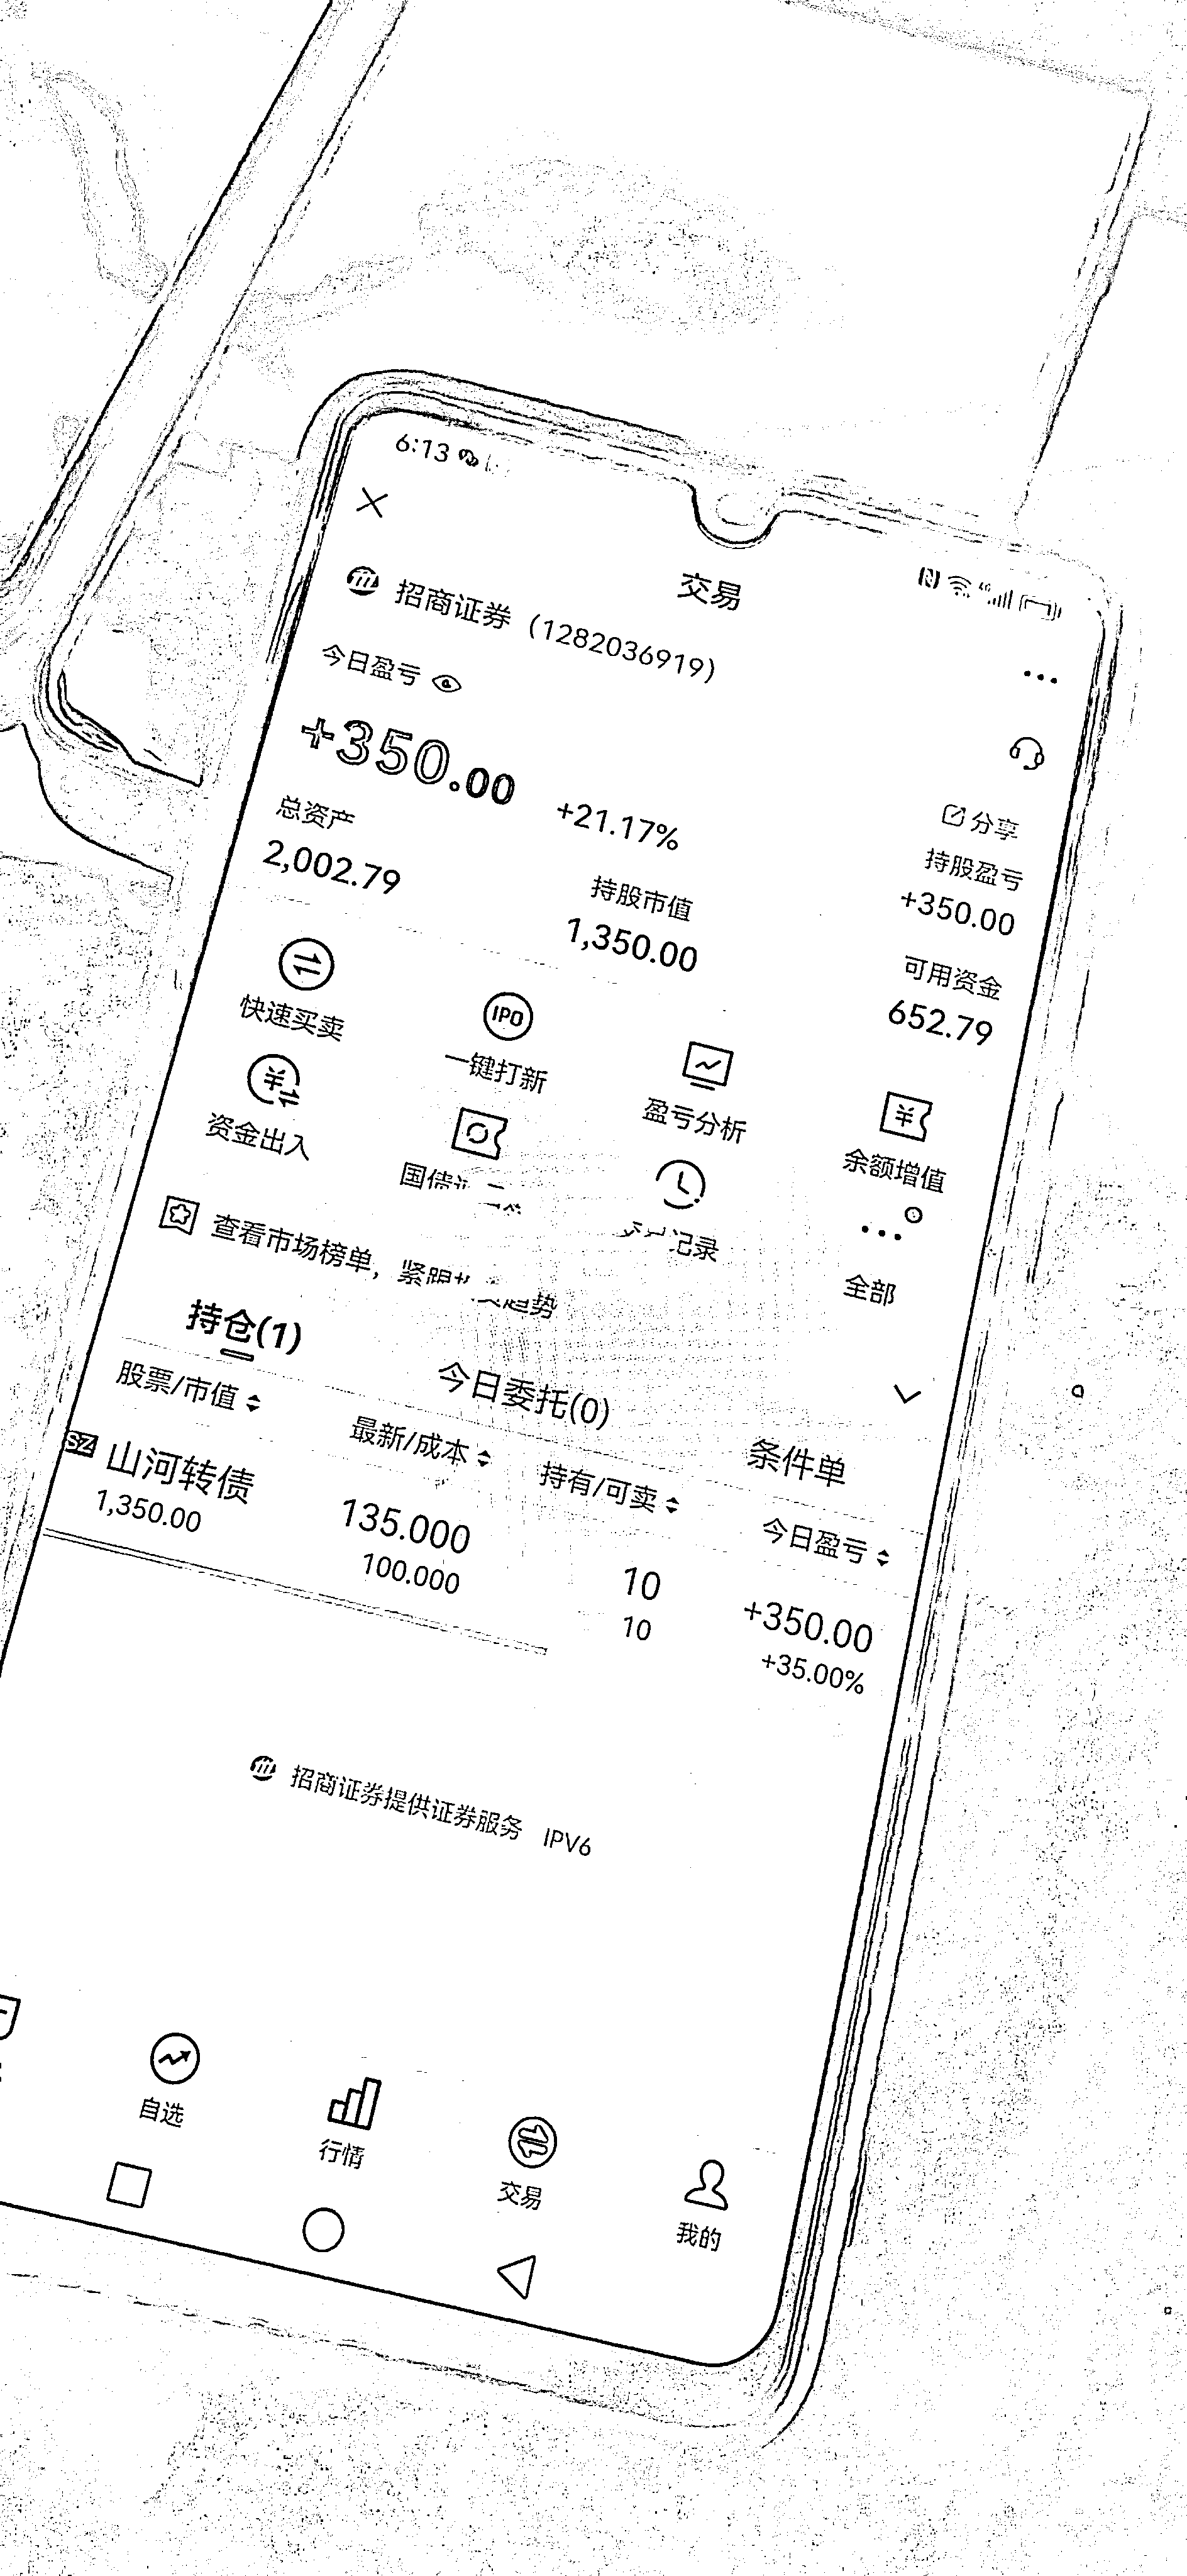 6:13
交易
招商证券（1282036919）
今日盈亏
+350.00 +21.17%
分享
总资产 持股市值 持股盈亏
2,002.79 1,350.00 +350.00
可用资金
652.79
快速买卖 一键打新 盈亏分析 余额增值
资金出入 国债 记录 全部
查看市场榜单，紧跟 趋势
持仓(1) 今日委托(0) 条件单
股票/市值 最新/成本 持有/可卖 今日盈亏
SZ 山河转债 135.000 10 +350.00
1,350.00 100.000 10 +35.00%
招商证券提供证券服务 IPV6
自选 行情 交易 我的